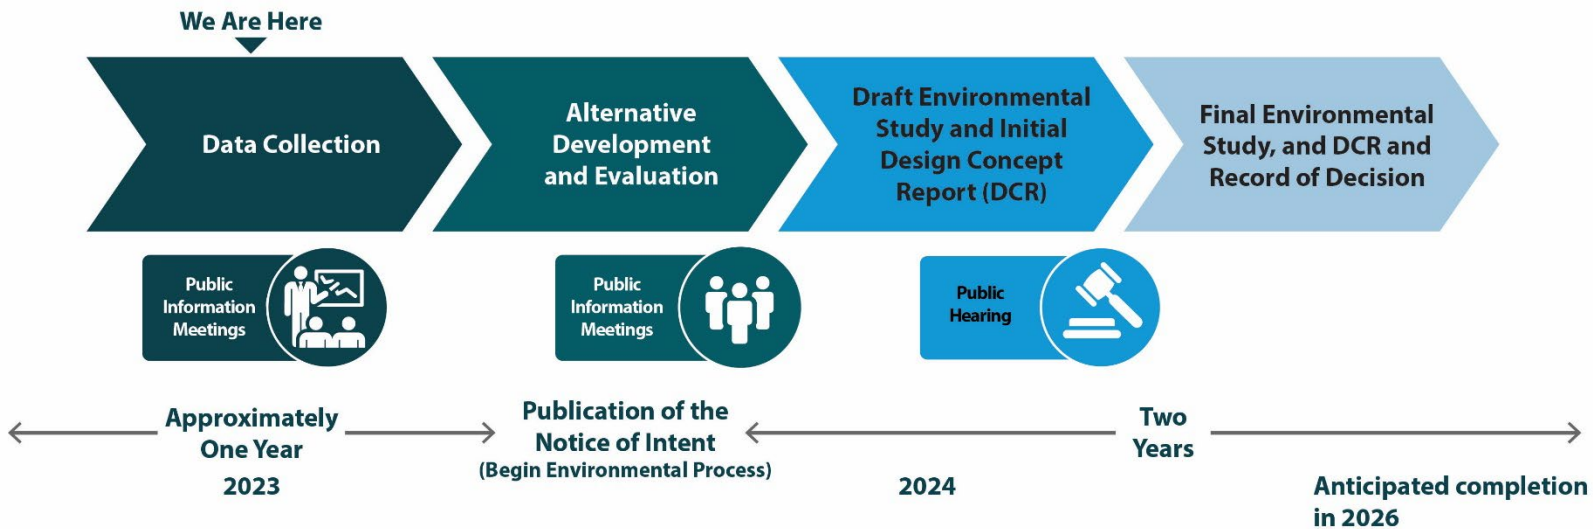 We Are Here
Data Collection
Alternative
Development
and Evaluation
Draft Environmental
Study and Initial
Design Concept
Report (DCR)
Final Environmental
Study, and DCR and
Record of Decision
Public
Information
Meetings
Public
Information
Meetings
Public
Hearing
Approximately
One Year
2023
Publication of the
Notice of Intent
(Begin Environmental Process)
Two
Years
2024
Anticipated completion
in 2026